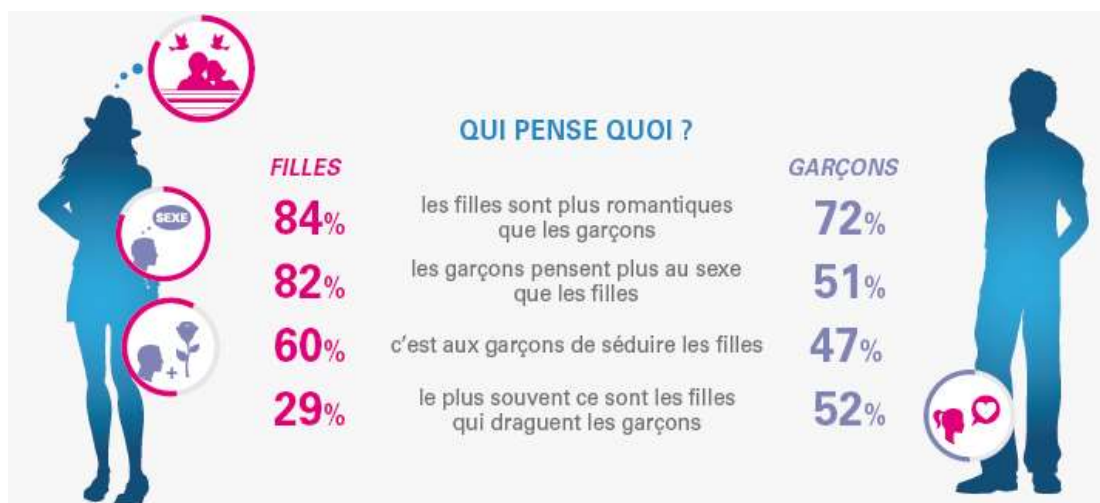 QUI PENSE QUOI ?
FILLES
GARÇONS
84%
les filles sont plus romantiques
que les garçons
72%
SEXE
82%
les garçons pensent plus au sexe
que les filles
51%
60%
c'est aux garçons de séduire les filles
47%
+
29%
le plus souvent ce sont les filles
qui draguent les garçons
52%